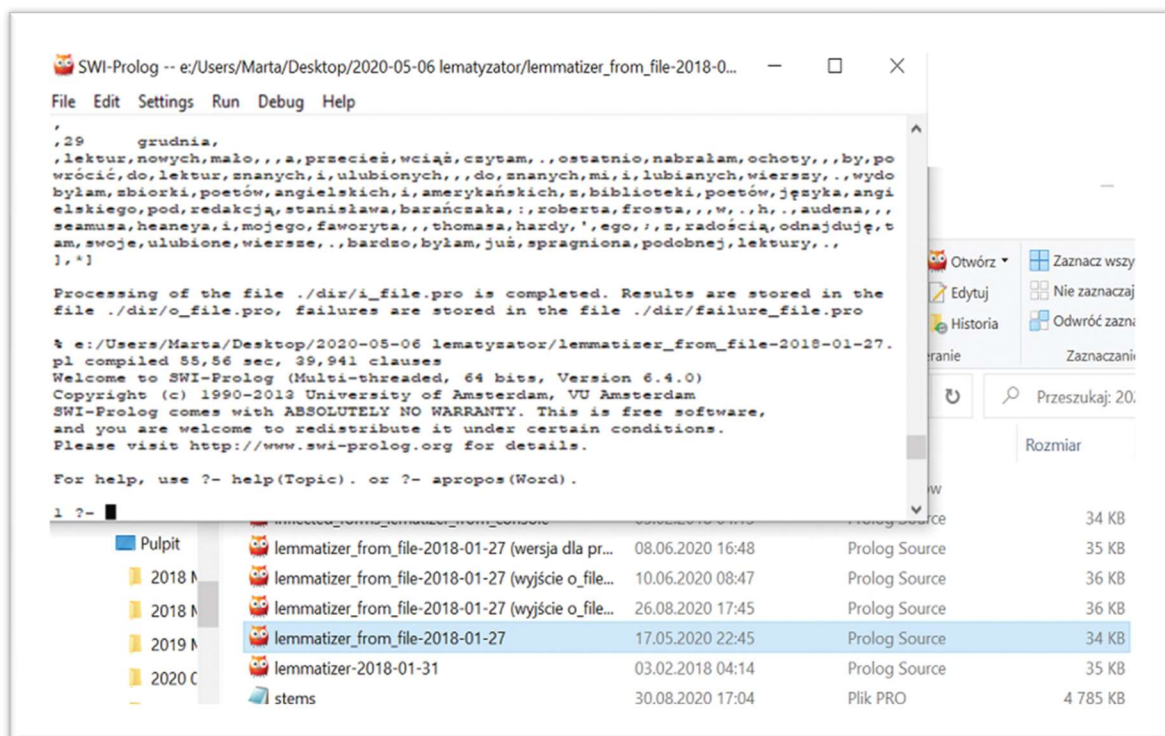 SWI-Prolog -- e:/Users/Marta/Desktop/2020-05-06 lematyzator/lemmatizer_from_file-2018-0...
File Edit Settings Run Debug Help
,
,29 grudnia,
,lektur,nowych,mało,,,a,przecież,wciąż,czytam,.,ostatnio,nabrałam,ochoty,,,by,po
wrócić,do,lektur,znanych,i,ulubionych,,,do,znanych,mi,i,lubianych,wierszy,.,wydo
byłam,zbiorki,poetów,angielskich,i,amerykańskich,z,biblioteki,poetów,języka,angi
elskiego,pod,redakcją,stanisława,barańczaka,:,roberta,frosta,,,w,.,h,.,audena,,,
seamusa,heaneya,i,mojego,faworyta,,,thomasa,hardy,',ego,;,z,radością,odnajduję,t
am,swoje,ulubione,wiersze,.,bardzo,byłam,już,spragniona,podobnej,lektury,.,
],*]
Processing of the file ./dir/i_file.pro is completed. Results are stored in the
file ./dir/o_file.pro, failures are stored in the file ./dir/failure_file.pro
% e:/Users/Marta/Desktop/2020-05-06 lematyzator/lemmatizer_from_file-2018-01-27.
pl compiled 55,56 sec, 39,941 clauses
Welcome to SWI-Prolog (Multi-threaded, 64 bits, Version 6.4.0)
Copyright (c) 1990-2013 University of Amsterdam, VU Amsterdam
SWI-Prolog comes with ABSOLUTELY NO WARRANTY. This is free software,
and you are welcome to redistribute it under certain conditions.
Please visit http://www.swi-prolog.org for details.
For help, use ?- help(Topic). or ?- apropos(Word).
1 ?-
Otwórz Zaznacz wszy
Edytuj Nie zaznaczaj
Historia Odwróć zazna
eranie Zaznaczani
Przeszukaj: 20
Rozmiar
34 KB
Pulpit lemmatizer_from_file-2018-01-27 (wersja dla pr... 08.06.2020 16:48 Prolog Source 35 KB
2018 lemmatizer_from_file-2018-01-27 (wyjście o_file... 10.06.2020 08:47 Prolog Source 36 KB
2018 lemmatizer_from_file-2018-01-27 (wyjście o_file... 26.08.2020 17:45 Prolog Source 36 KB
2019 lemmatizer_from_file-2018-01-27 17.05.2020 22:45 Prolog Source 34 KB
2020 lemmatizer-2018-01-31 03.02.2018 04:14 Prolog Source 35 KB
stems 30.08.2020 17:04 Plik PRO 4 785 KB